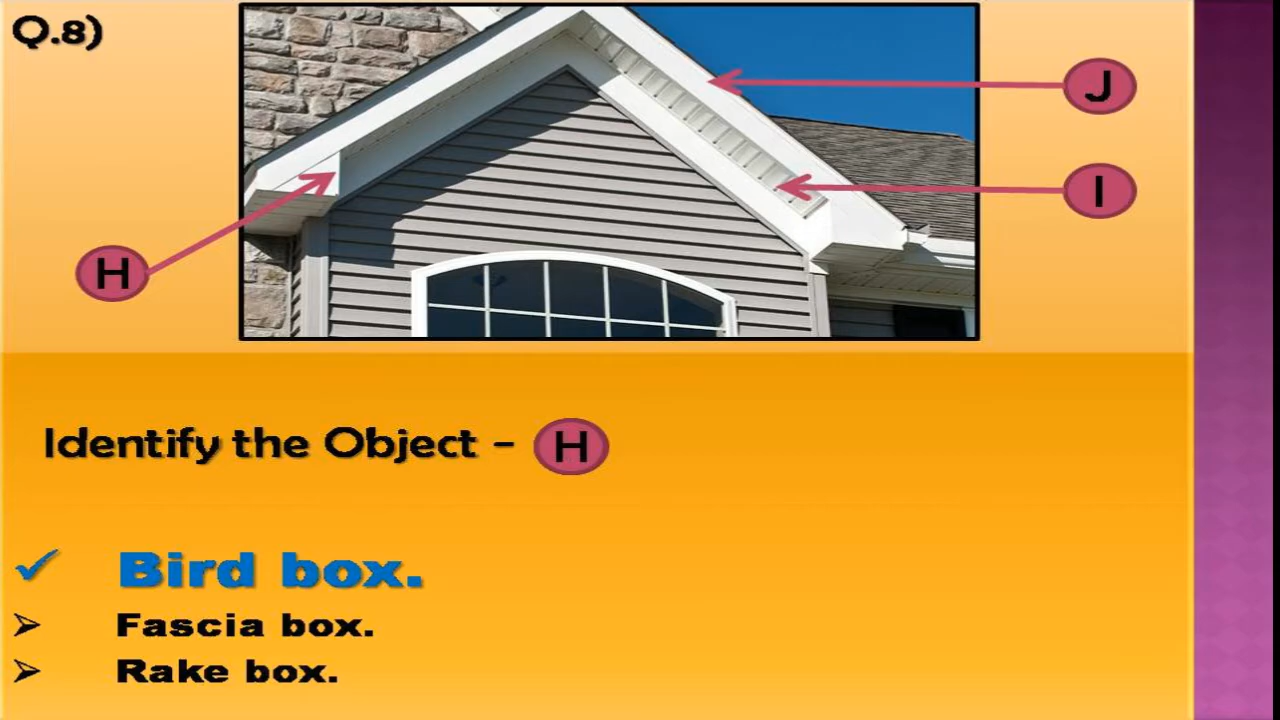 Q.8)
J
I
H
Identify the Object - H
Bird box.
Fascia box.
Rake box.